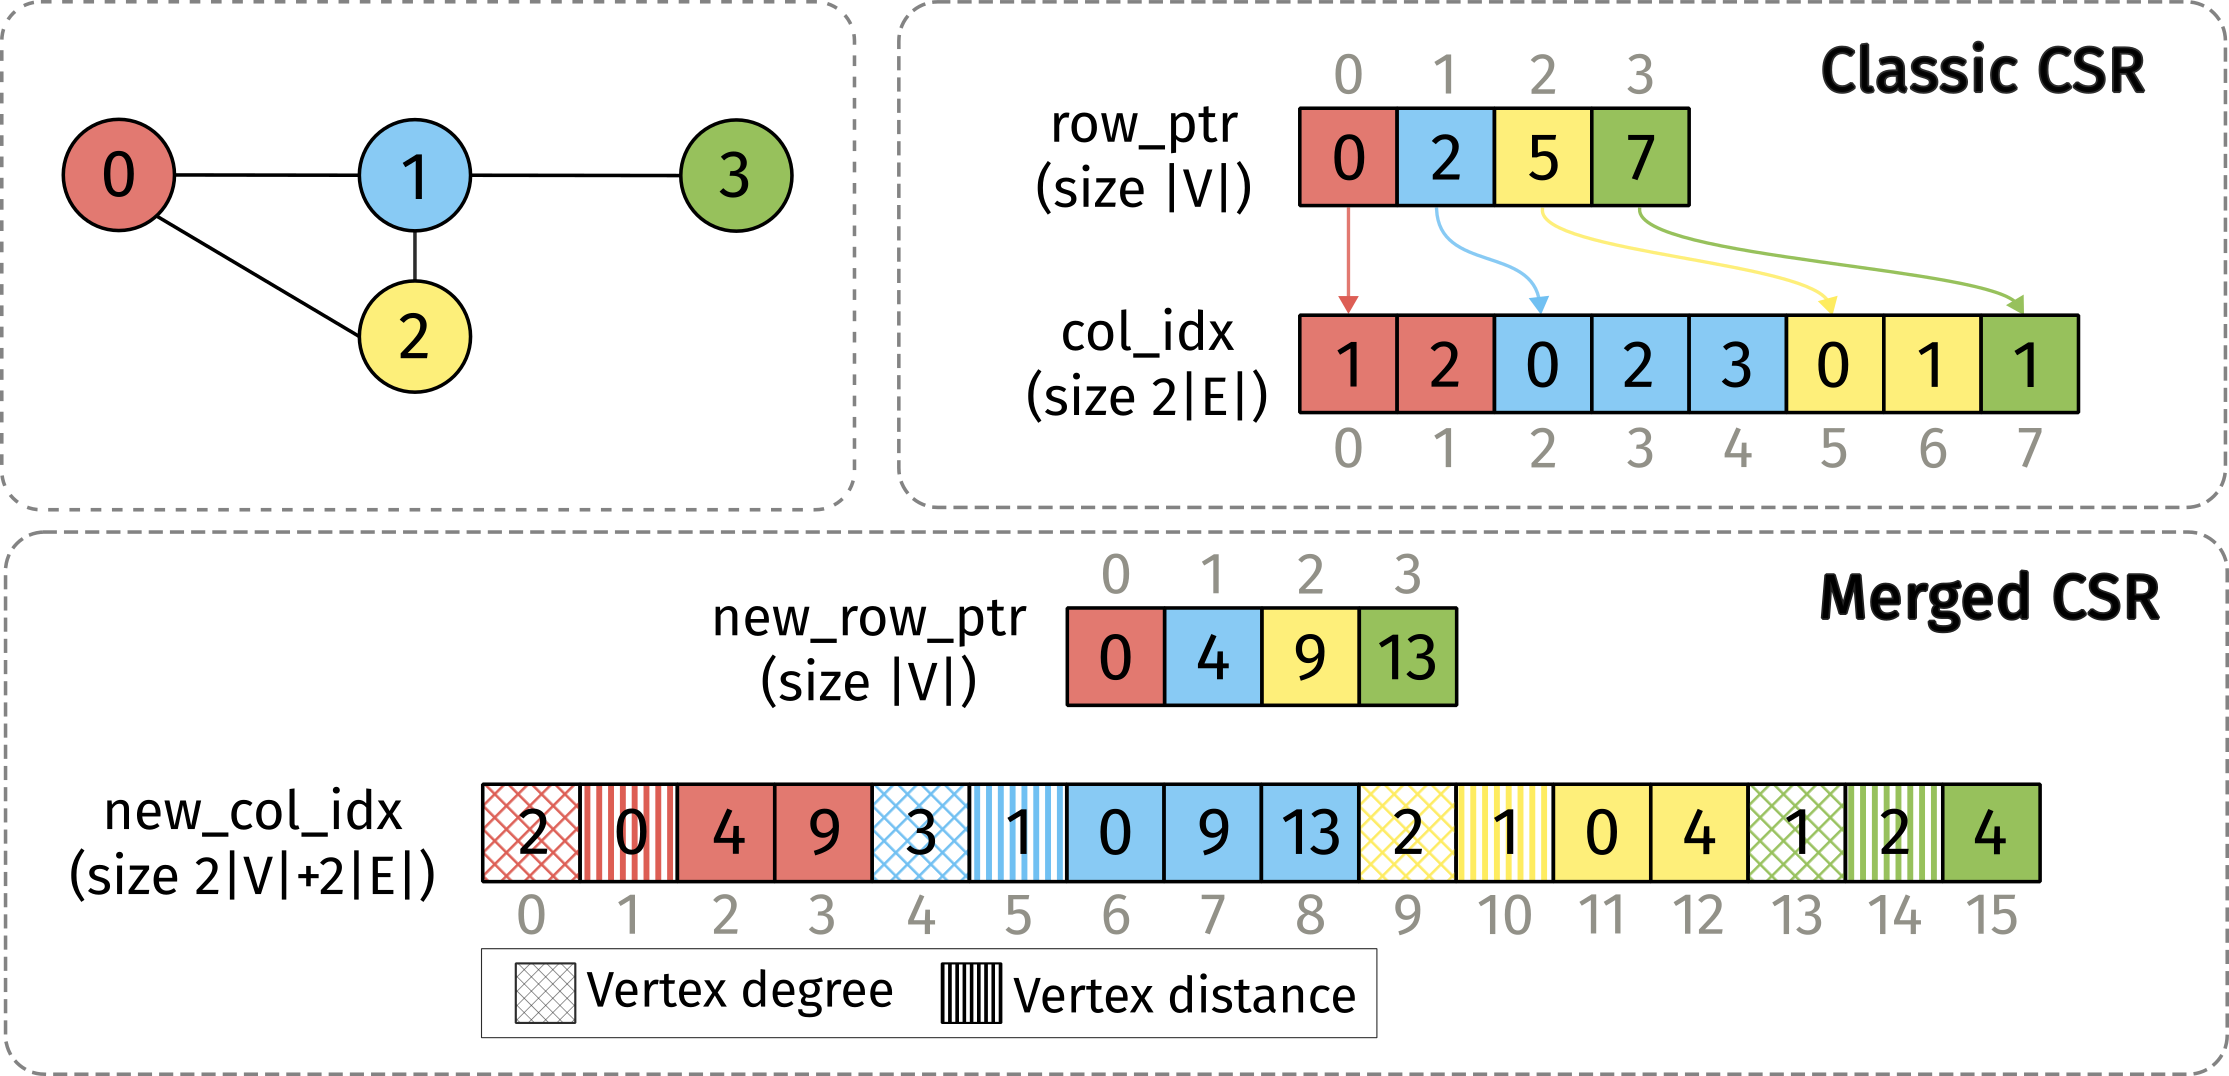 0 1 3
2
Classic CSR
0 1 2 3
row_ptr
(size |V|)
0 2 5 7
col_idx
(size 2|E|)
1 2 0 2 3 0 1 1
0 1 2 3 4 5 6 7
Merged CSR
0 1 2 3
new_row_ptr
(size |V|)
0 4 9 13
new_col_idx
(size 2|V|+2|E|)
2 0 4 9 3 1 0 9 13 2 1 0 4 1 2 4
0 1 2 3 4 5 6 7 8 9 10 11 12 13 14 15
Vertex degree
Vertex distance